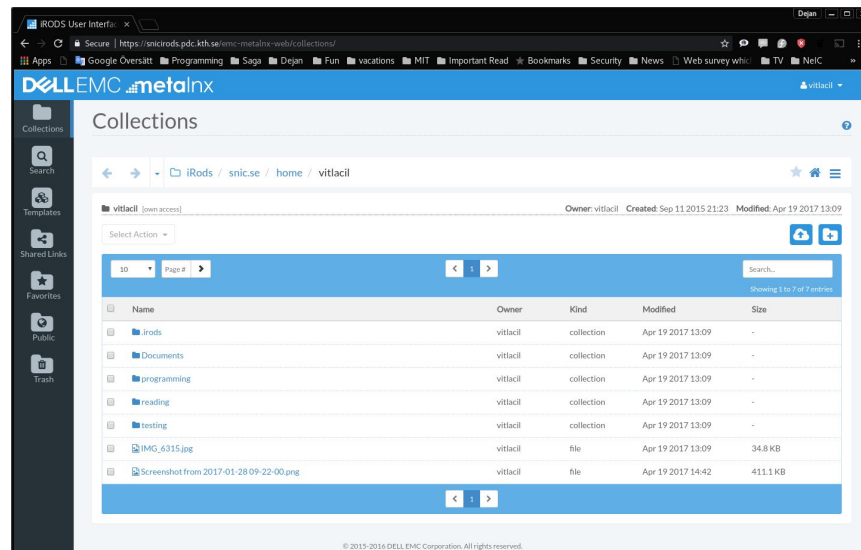 Dejan
iRODS User Interfac
Secure | https://snicirods.pdc.kth.se/emc-metalnx-web/collections/
Apps Google Översätt Programming Saga Dejan Fun vacations MIT Important Read Bookmarks Security News Web survey whic TV NeIC »
DELLEMC metalnx
vitlacil
Collections
Search
Templates
Shared Links
Favorites
Public
Trash
Collections
iRods / snic.se / home / vitlacil
vitlacil [own access] Owner: vitlacil Created: Sep 11 2015 21:23 Modified: Apr 19 2017 13:09
Select Action
10 Page # 1 Search...
Showing 1 to 7 of 7 entries
Name Owner Kind Modified Size
.irods vitlacil collection Apr 19 2017 13:09 -
Documents vitlacil collection Apr 19 2017 13:09 -
programming vitlacil collection Apr 19 2017 13:09 -
reading vitlacil collection Apr 19 2017 13:09 -
testing vitlacil collection Apr 19 2017 13:09 -
IMG_6315.jpg vitlacil file Apr 19 2017 13:09 34.8 KB
Screenshot from 2017-01-28 09-22-00.png vitlacil file Apr 19 2017 14:42 411.1 KB
1
© 2015-2016 DELL EMC Corporation. All rights reserved.